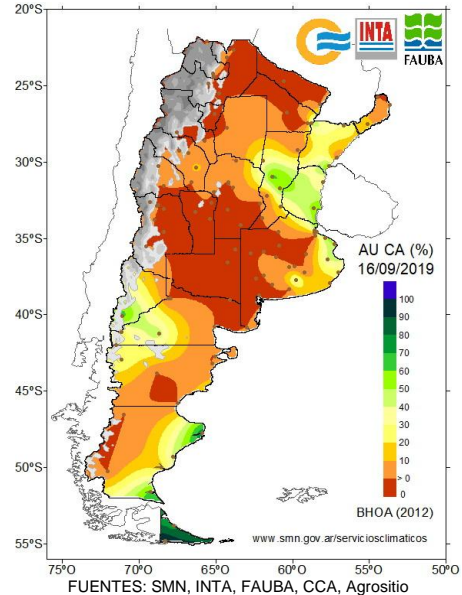 20°S
25°S
30°S
35°S
40°S
45°S
50°S
55°S
INTA
FAUBA
AU CA (%)
16/09/2019
100
90
80
70
60
50
40
30
20
10
> 0
0
BHOA (2012)
www.smn.gov.ar/serviciosclimaticos
75°O
70°O
65°O
60°O
55°O
50°O
FUENTES: SMN, INTA, FAUBA, CCA, Agrositio